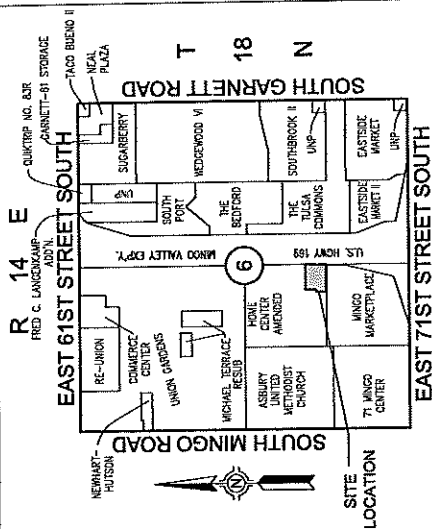 R 14 E
FRED C. LANGENKAMP
ADD'N.
QUIKTRIP NO. 82R
GARNETT-61 STORAGE
TACO BUENO II
NEAL
PLAZA
EAST 61ST STREET SOUTH
T
18
N
SOUTH GARNETT ROAD
SOUTH MINGO ROAD
RE-UNION
COMMERCE
CENTER
UNION GARDENS
NEWHART-
HUTSON
MICHAEL TERRACE
RESUB
HOME
CENTER
AMENDED
ASBURY
UNITED
METHODIST
CHURCH
71 MINGO
CENTER
MINGO
MARKETPLACE
MINGO VALLEY EXP'Y.
6
U.S. HWY 169
UNP
SUGARBERRY
SOUTH
PORT
WEDGEWOOD VI
THE
BEDFORD
THE
TULSA
COMMONS
SOUTHBROOK II
UNP
EASTSIDE
MARKET II
EASTSIDE
MARKET
UNP
N
SITE
LOCATION
EAST 71ST STREET SOUTH